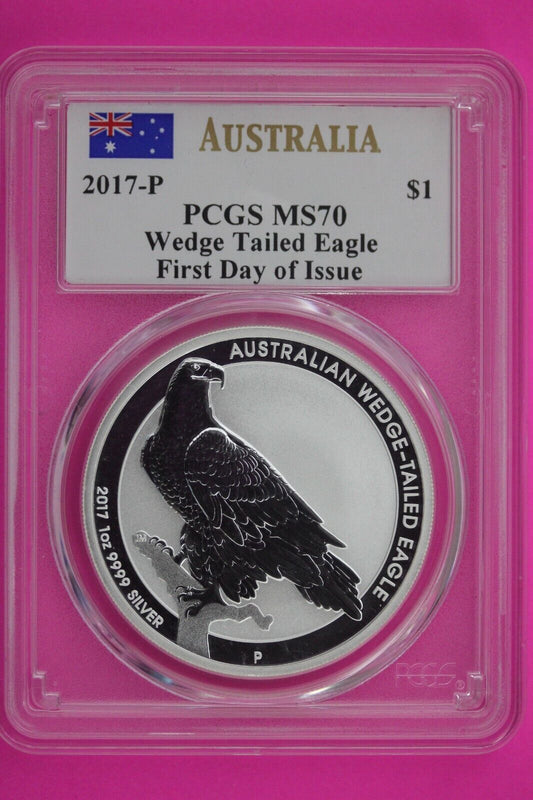 AUSTRALIA
2017-P $1
PCGS MS70
Wedge Tailed Eagle
First Day of Issue
AUSTRALIAN WEDGE-TAILED EAGLE
2017 1oz 9999 SILVER
JM
P
PCGS®